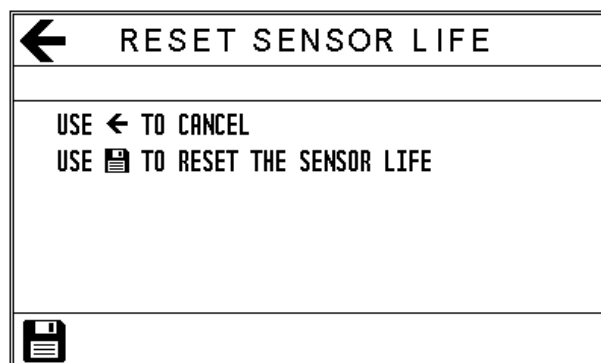 RESET SENSOR LIFE
USE ← TO CANCEL
USE 💾 TO RESET THE SENSOR LIFE